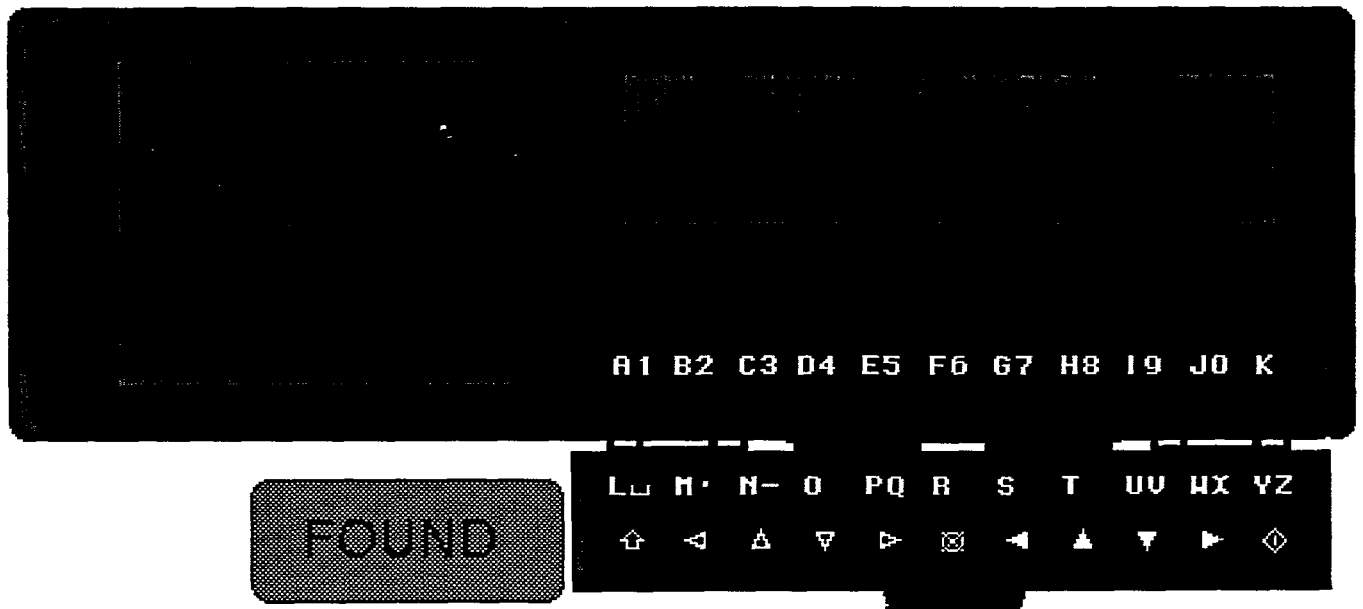 A1 B2 C3 D4 E5 F6 G7 H8 I9 J0 K
L␣ M· N- O PQ R S T UV WX YZ
FOUND